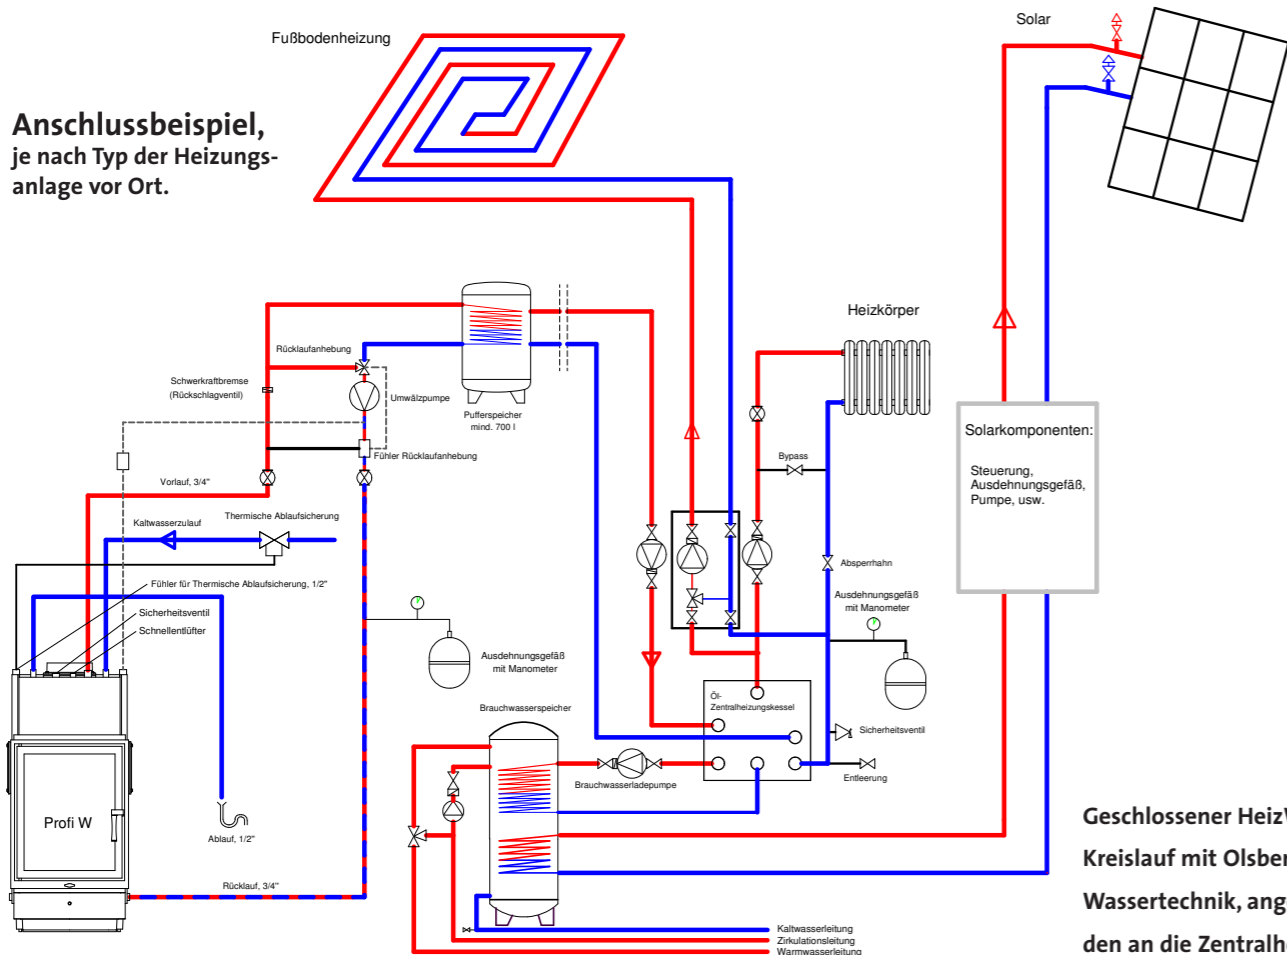 Solar
Fußbodenheizung
Anschlussbeispiel,
je nach Typ der Heizungs-
anlage vor Ort.
Heizkörper
Rücklaufanhebung
Schwerkraftbremse
(Rückschlagventil)
Umwälzpumpe
Pufferspeicher
mind. 700 l
Fühler Rücklaufanhebung
Solarkomponenten:
Steuerung,
Ausdehnungsgefäß,
Pumpe, usw.
Bypass
Vorlauf, 3/4"
Kaltwasserzulauf
Thermische Ablaufsicherung
Absperrhahn
Fühler für Thermische Ablaufsicherung, 1/2"
Sicherheitsventil
Schnellentlüfter
Ausdehnungsgefäß
mit Manometer
Ausdehnungsgefäß
mit Manometer
Öl-
Zentralheizungskessel
Brauchwasserspeicher
Sicherheitsventil
Entleerung
Brauchwasserladepumpe
Profi W
Ablauf, 1/2"
Rücklauf, 3/4"
Geschlossener Heiz
Kreislauf mit Olsber
Wassertechnik, ang
den an die Zentralh
Kaltwasserleitung
Zirkulationsleitung
Warmwasserleitung